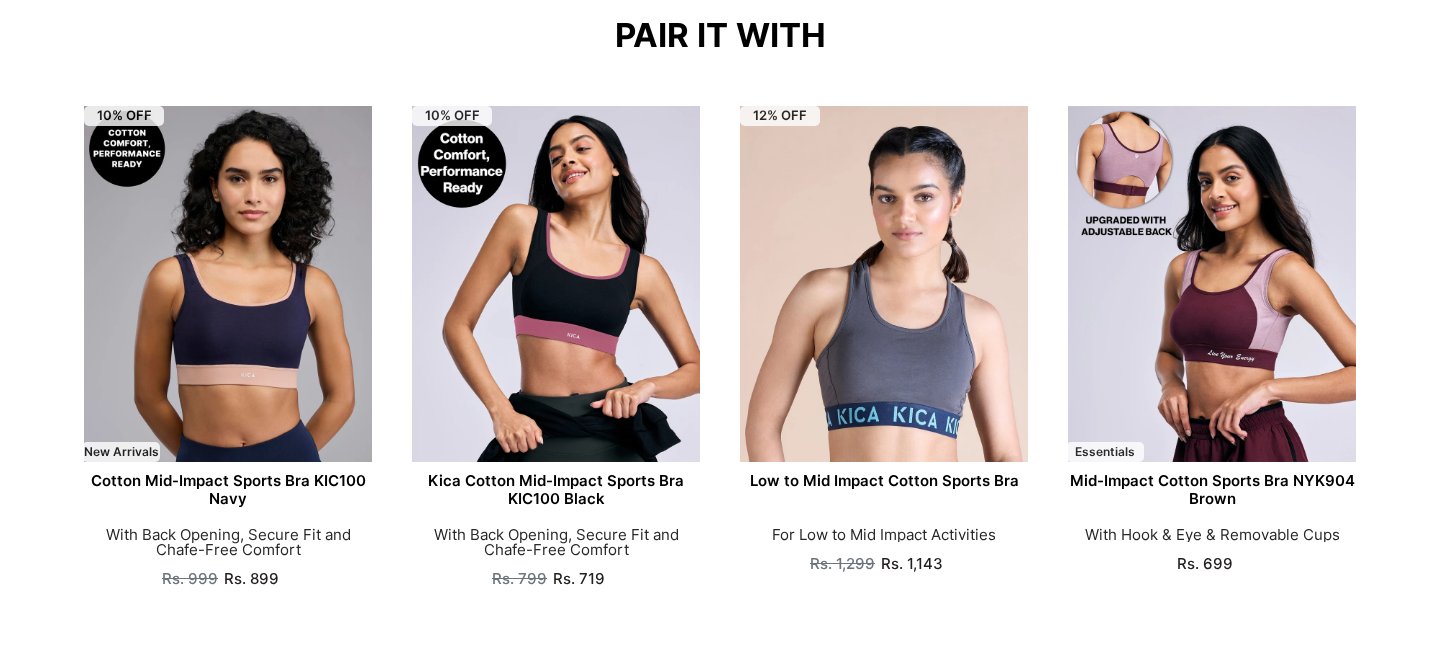 PAIR IT WITH
10% OFF
COTTON
COMFORT,
PERFORMANCE
READY
KICA
New Arrivals
Cotton Mid-Impact Sports Bra KIC100
Navy
With Back Opening, Secure Fit and
Chafe-Free Comfort
Rs. 999 Rs. 899
10% OFF
Cotton
Comfort,
Performance
Ready
KICA
Kica Cotton Mid-Impact Sports Bra
KIC100 Black
With Back Opening, Secure Fit and
Chafe-Free Comfort
Rs. 799 Rs. 719
12% OFF
A KICA KICA KI
Low to Mid Impact Cotton Sports Bra
For Low to Mid Impact Activities
Rs. 1,299 Rs. 1,143
UPGRADED WITH
ADJUSTABLE BACK
Live Your Energy
Essentials
Mid-Impact Cotton Sports Bra NYK904
Brown
With Hook & Eye & Removable Cups
Rs. 699